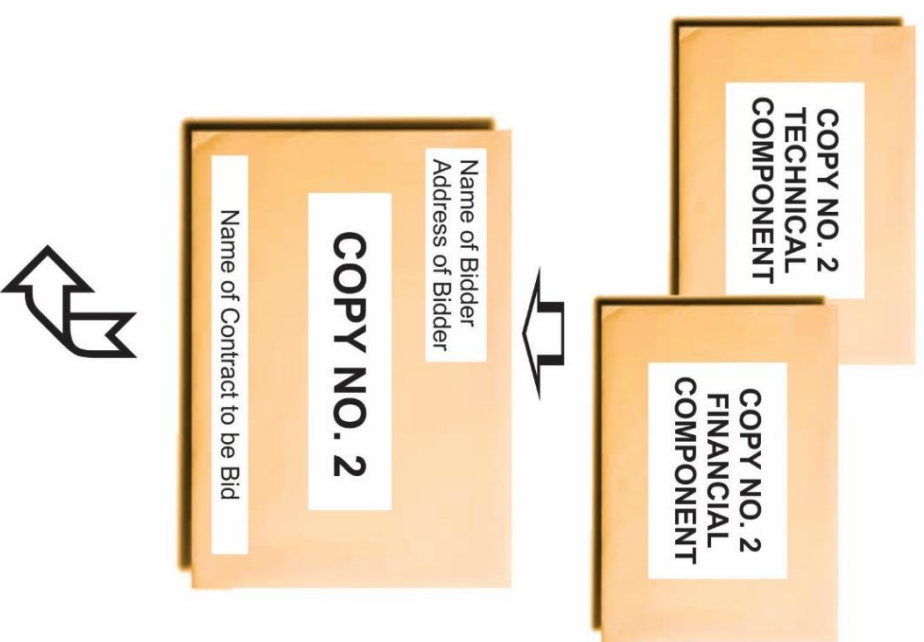 COPY NO. 2
TECHNICAL
COMPONENT
COPY NO. 2
FINANCIAL
COMPONENT
Name of Bidder
Address of Bidder
COPY NO. 2
Name of Contract to be Bid